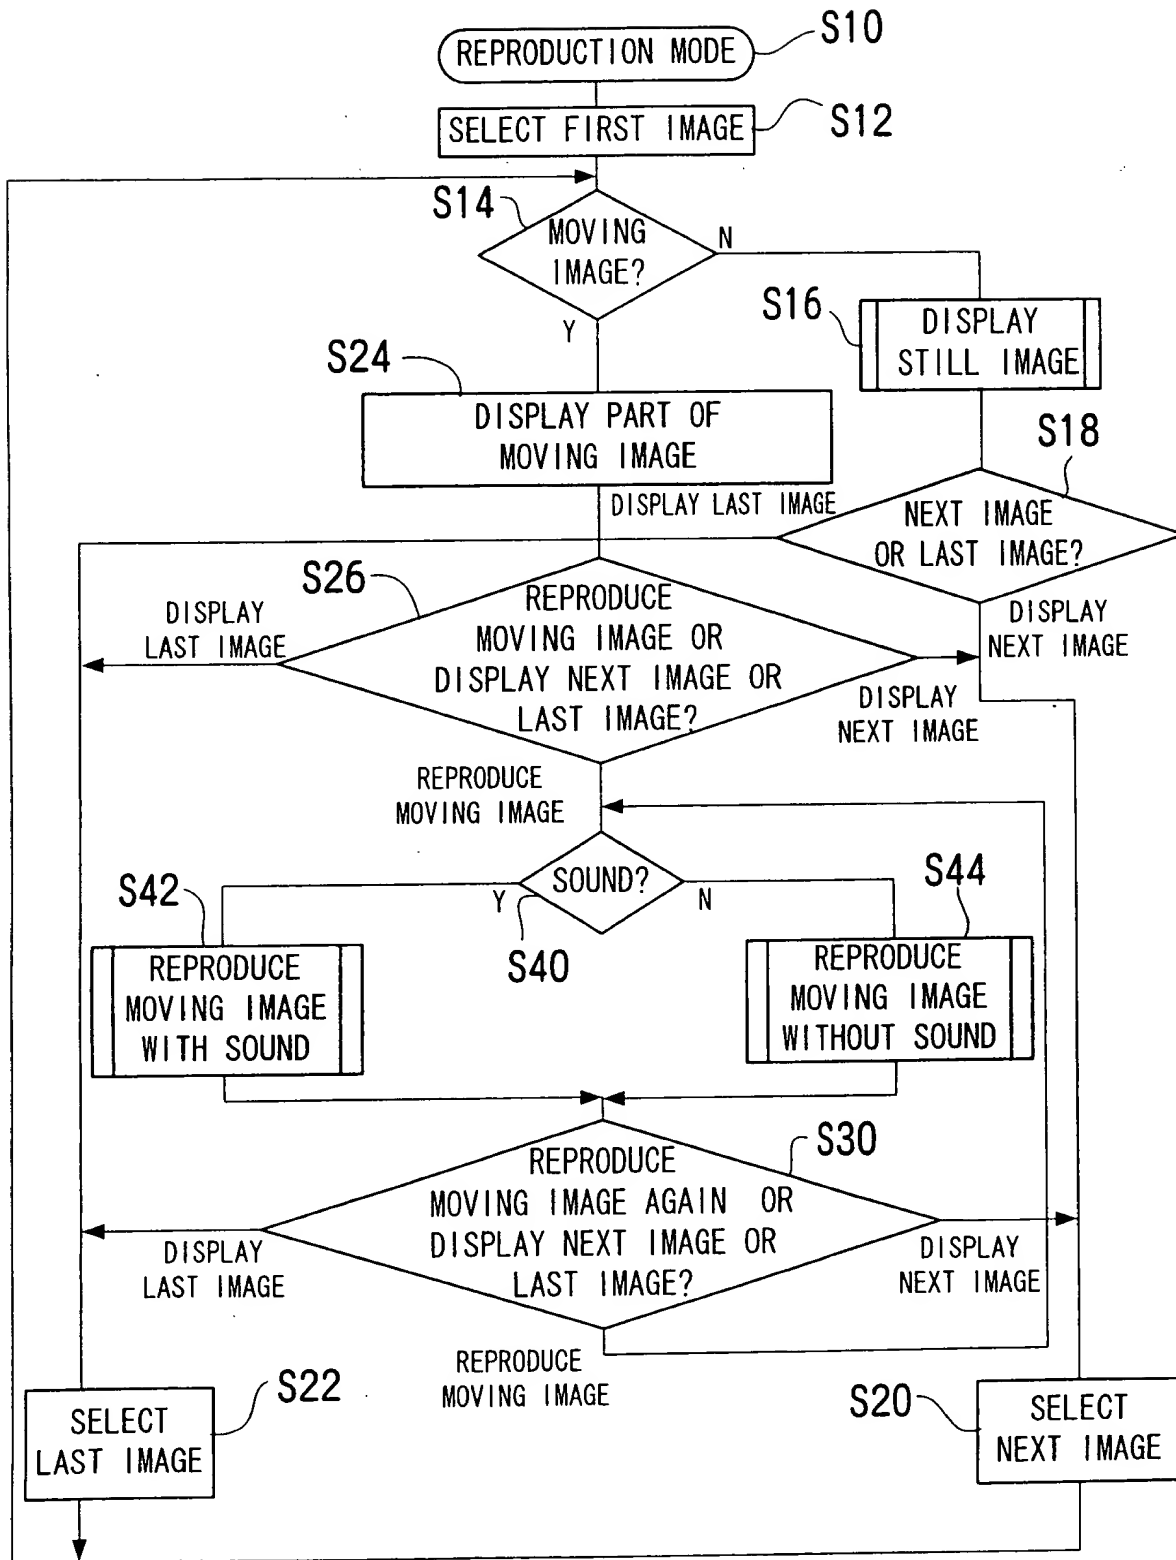 REPRODUCTION MODE
S10
SELECT FIRST IMAGE
S12
S14
MOVING
IMAGE?
N
Y
S16
DISPLAY
STILL IMAGE
S24
DISPLAY PART OF
MOVING IMAGE
S18
NEXT IMAGE
OR LAST IMAGE?
DISPLAY LAST IMAGE
DISPLAY
NEXT IMAGE
S26
REPRODUCE
MOVING IMAGE OR
DISPLAY NEXT IMAGE OR
LAST IMAGE?
DISPLAY
LAST IMAGE
DISPLAY
NEXT IMAGE
REPRODUCE
MOVING IMAGE
SOUND?
Y
N
S40
S42
REPRODUCE
MOVING IMAGE
WITH SOUND
S44
REPRODUCE
MOVING IMAGE
WITHOUT SOUND
S30
REPRODUCE
MOVING IMAGE AGAIN OR
DISPLAY NEXT IMAGE OR
LAST IMAGE?
DISPLAY
LAST IMAGE
DISPLAY
NEXT IMAGE
REPRODUCE
MOVING IMAGE
S22
SELECT
LAST IMAGE
S20
SELECT
NEXT IMAGE